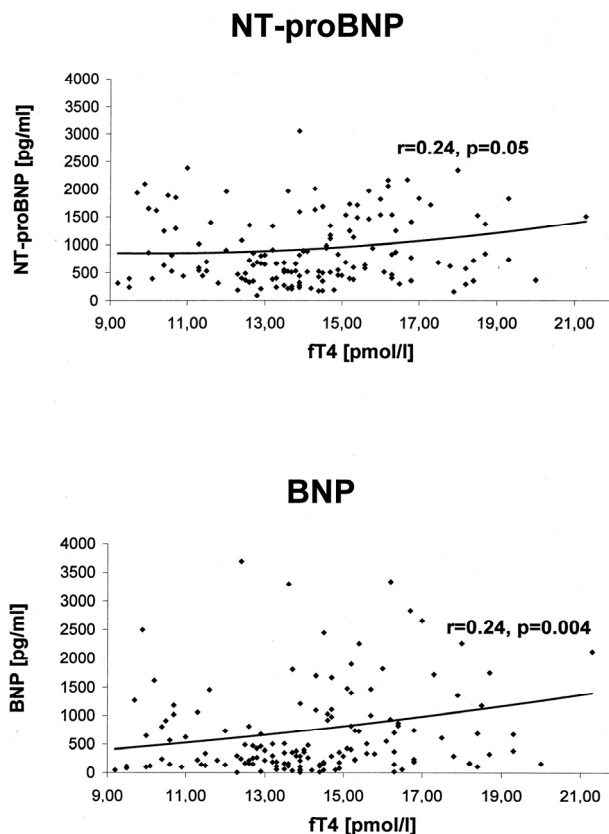 NT-proBNP
4000
3500
3000
2500
2000
1500
1000
500
0
NT-proBNP [pg/ml]
r=0.24, p=0.05
9,00 11,00 13,00 15,00 17,00 19,00 21,00
fT4 [pmol/l]
BNP
4000
3500
3000
2500
2000
1500
1000
500
0
BNP [pg/ml]
r=0.24, p=0.004
9,00 11,00 13,00 15,00 17,00 19,00 21,00
fT4 [pmol/l]